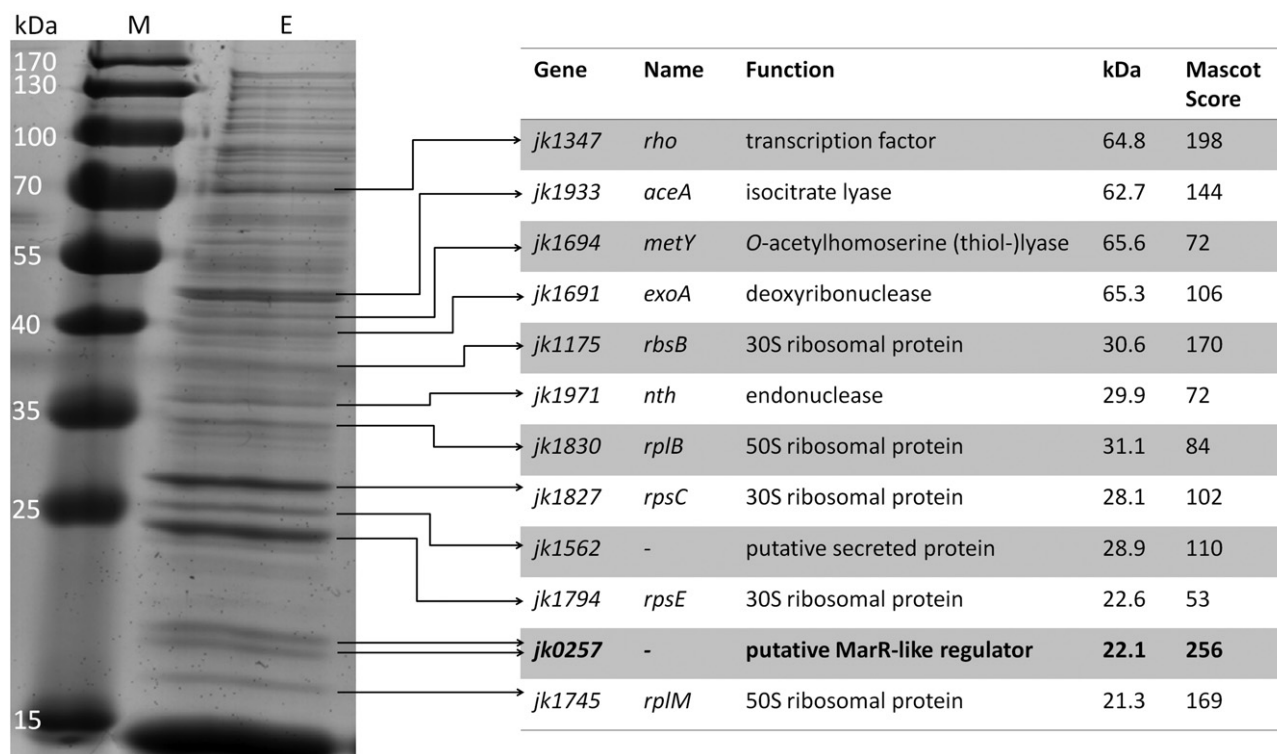 kDa M E
170
130
100
70
55
40
35
25
15
Gene Name Function kDa Mascot Score
jk1347 rho transcription factor 64.8 198
jk1933 aceA isocitrate lyase 62.7 144
jk1694 metY O-acetylhomoserine (thiol-)lyase 65.6 72
jk1691 exoA deoxyribonuclease 65.3 106
jk1175 rbsB 30S ribosomal protein 30.6 170
jk1971 nth endonuclease 29.9 72
jk1830 rplB 50S ribosomal protein 31.1 84
jk1827 rpsC 30S ribosomal protein 28.1 102
jk1562 - putative secreted protein 28.9 110
jk1794 rpsE 30S ribosomal protein 22.6 53
jk0257 - putative MarR-like regulator 22.1 256
jk1745 rplM 50S ribosomal protein 21.3 169